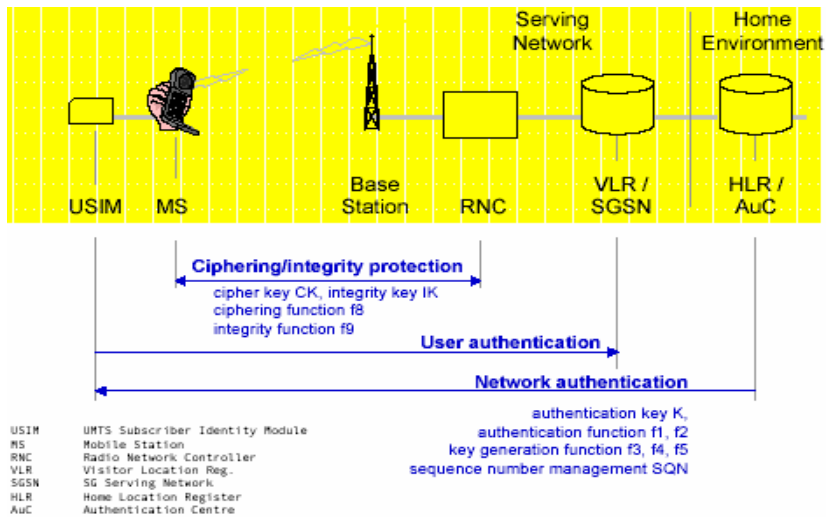 Serving
Network
Home
Environment
USIM
MS
Base
Station
RNC
VLR /
SGSN
HLR /
AuC
Ciphering/integrity protection
cipher key CK, integrity key IK
ciphering function f8
integrity function f9
User authentication
Network authentication
authentication key K,
authentication function f1, f2
key generation function f3, f4, f5
sequence number management SQN
USIM UMTS Subscriber Identity Module
MS Mobile Station
RNC Radio Network Controller
VLR Visitor Location Reg.
SGSN SG Serving Network
HLR Home Location Register
AuC Authentication Centre